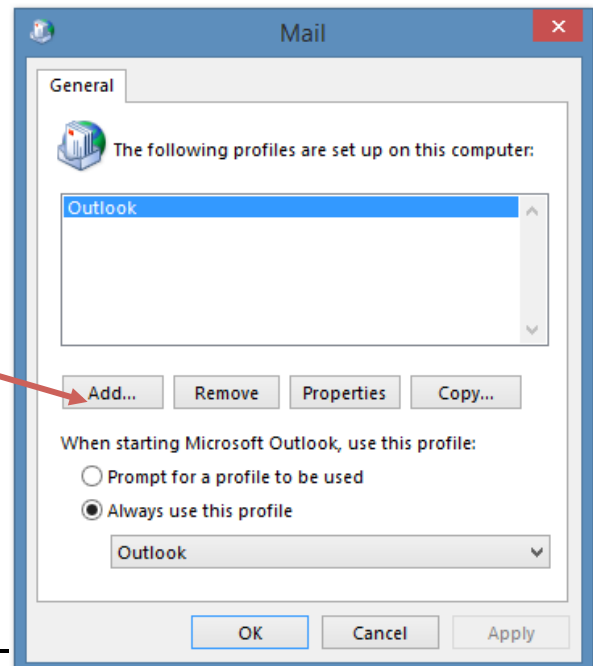 Mail
General
The following profiles are set up on this computer:
Outlook
Add... Remove Properties Copy...
When starting Microsoft Outlook, use this profile:
Prompt for a profile to be used
Always use this profile
Outlook
OK Cancel Apply